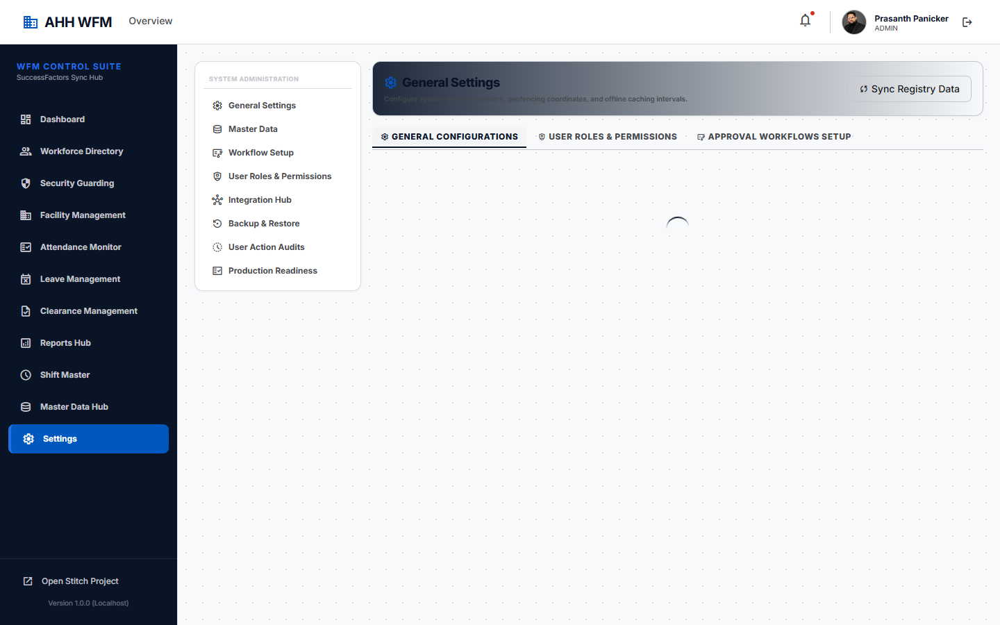 AHH WFM
Overview
Prasanth Panicker
ADMIN
WFM CONTROL SUITE
SuccessFactors Sync Hub
Dashboard
Workforce Directory
Security Guarding
Facility Management
Attendance Monitor
Leave Management
Clearance Management
Reports Hub
Shift Master
Master Data Hub
Settings
Open Stitch Project
Version 1.0.0 (Localhost)
SYSTEM ADMINISTRATION
General Settings
Master Data
Workflow Setup
User Roles & Permissions
Integration Hub
Backup & Restore
User Action Audits
Production Readiness
General Settings
Configure system geofencing coordinates, and offline caching intervals.
Sync Registry Data
GENERAL CONFIGURATIONS
USER ROLES & PERMISSIONS
APPROVAL WORKFLOWS SETUP